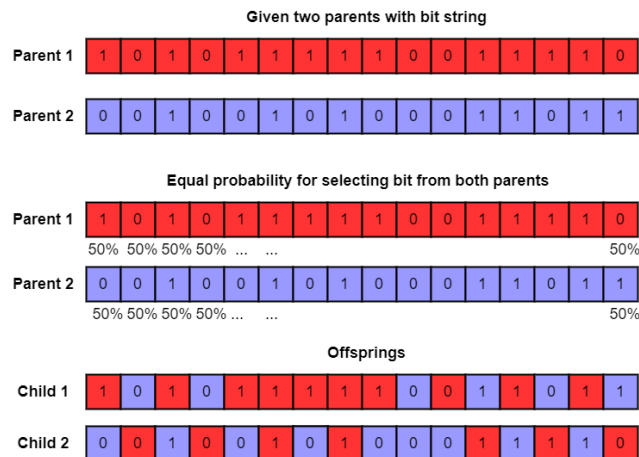 Given two parents with bit string
Parent 1 1 0 1 0 1 1 1 1 1 0 0 1 1 1 1 0
Parent 2 0 0 1 0 0 1 0 1 0 0 0 1 1 0 1 1
Equal probability for selecting bit from both parents
Parent 1 1 0 1 0 1 1 1 1 1 0 0 1 1 1 1 0
50% 50% 50% 50% ... ... 50%
Parent 2 0 0 1 0 0 1 0 1 0 0 0 1 1 0 1 1
50% 50% 50% 50% ... ... 50%
Offsprings
Child 1 1 0 1 0 1 1 1 1 1 0 0 1 1 0 1 1
Child 2 0 0 1 0 0 1 0 1 0 0 0 1 1 1 1 0